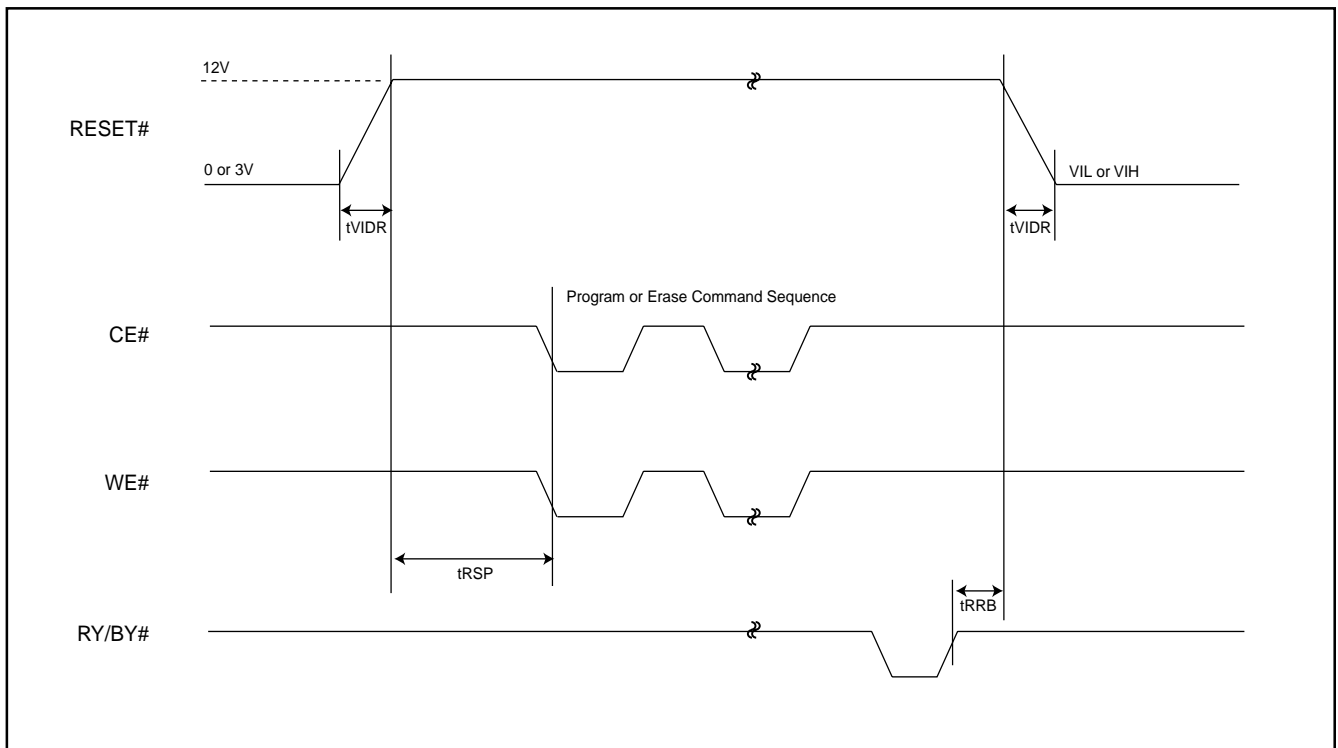 12V
RESET#
0 or 3V
VIL or VIH
tVIDR
tVIDR
Program or Erase Command Sequence
CE#
WE#
tRSP
tRRB
RY/BY#